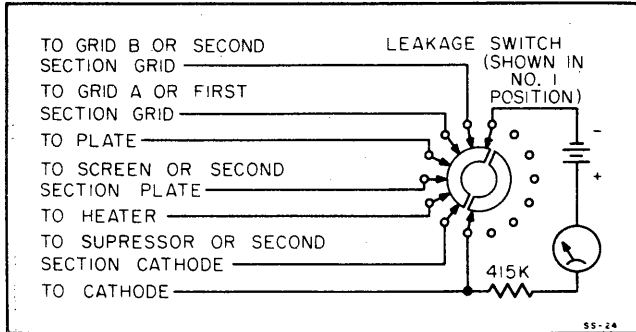 TO GRID B OR SECOND
SECTION GRID
TO GRID A OR FIRST
SECTION GRID
TO PLATE
TO SCREEN OR SECOND
SECTION PLATE
TO HEATER
TO SUPRESSOR OR SECOND
SECTION CATHODE
TO CATHODE
LEAKAGE SWITCH
(SHOWN IN
NO. 1
POSITION)
-
+
415K
SS-24